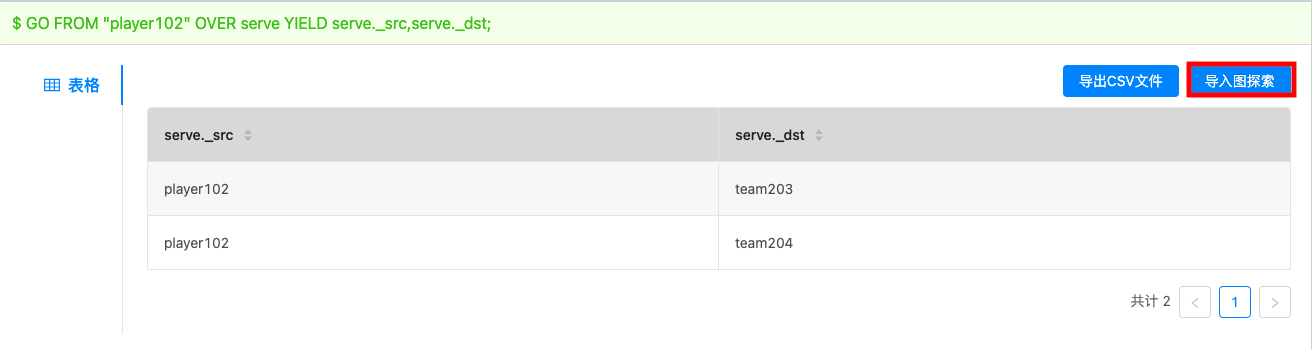 $ GO FROM "player102" OVER serve YIELD serve._src,serve._dst;
表格
导出CSV文件 导入图探索
serve._src serve._dst
player102 team203
player102 team204
共计 2 < 1 >